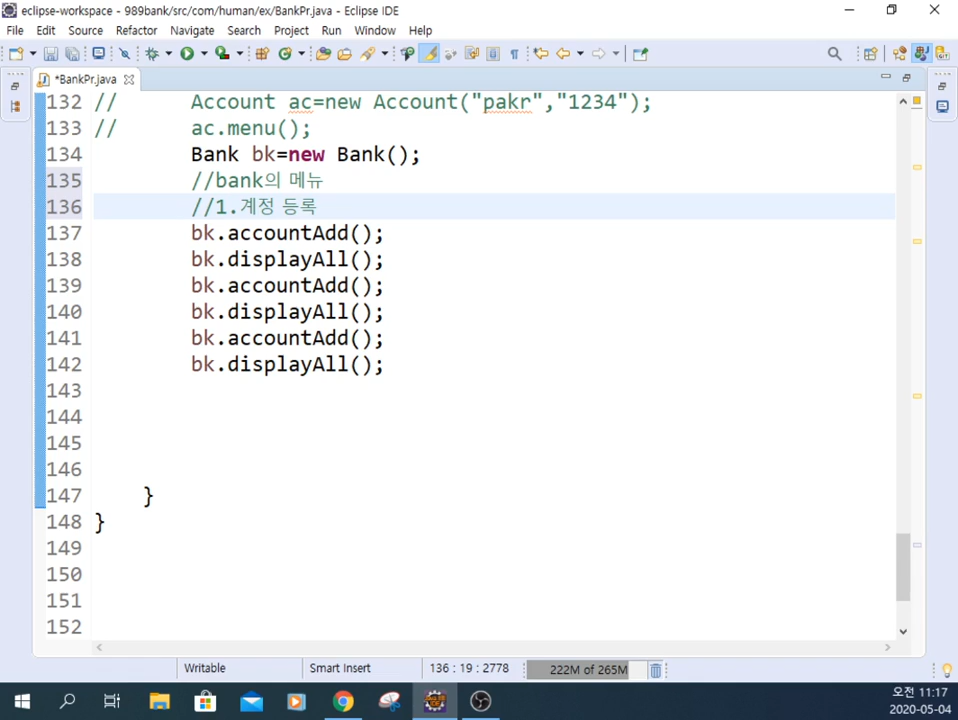 eclipse-workspace - 989bank/src/com/human/ex/BankPr.java - Eclipse IDE
File Edit Source Refactor Navigate Search Project Run Window Help
*BankPr.java
132 // Account ac=new Account("pakr","1234");
133 // ac.menu();
134 Bank bk=new Bank();
135 //bank의 메뉴
136 //1.계정 등록
137 bk.accountAdd();
138 bk.displayAll();
139 bk.accountAdd();
140 bk.displayAll();
141 bk.accountAdd();
142 bk.displayAll();
143
144
145
146
147 }
148 }
149
150
151
152
Writable Smart Insert 136 : 19 : 2778 222M of 265M
오전 11:17
2020-05-04